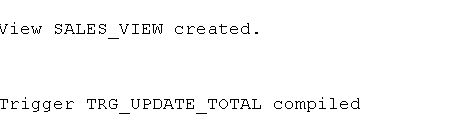 View SALES_VIEW created.
Trigger TRG_UPDATE_TOTAL compiled